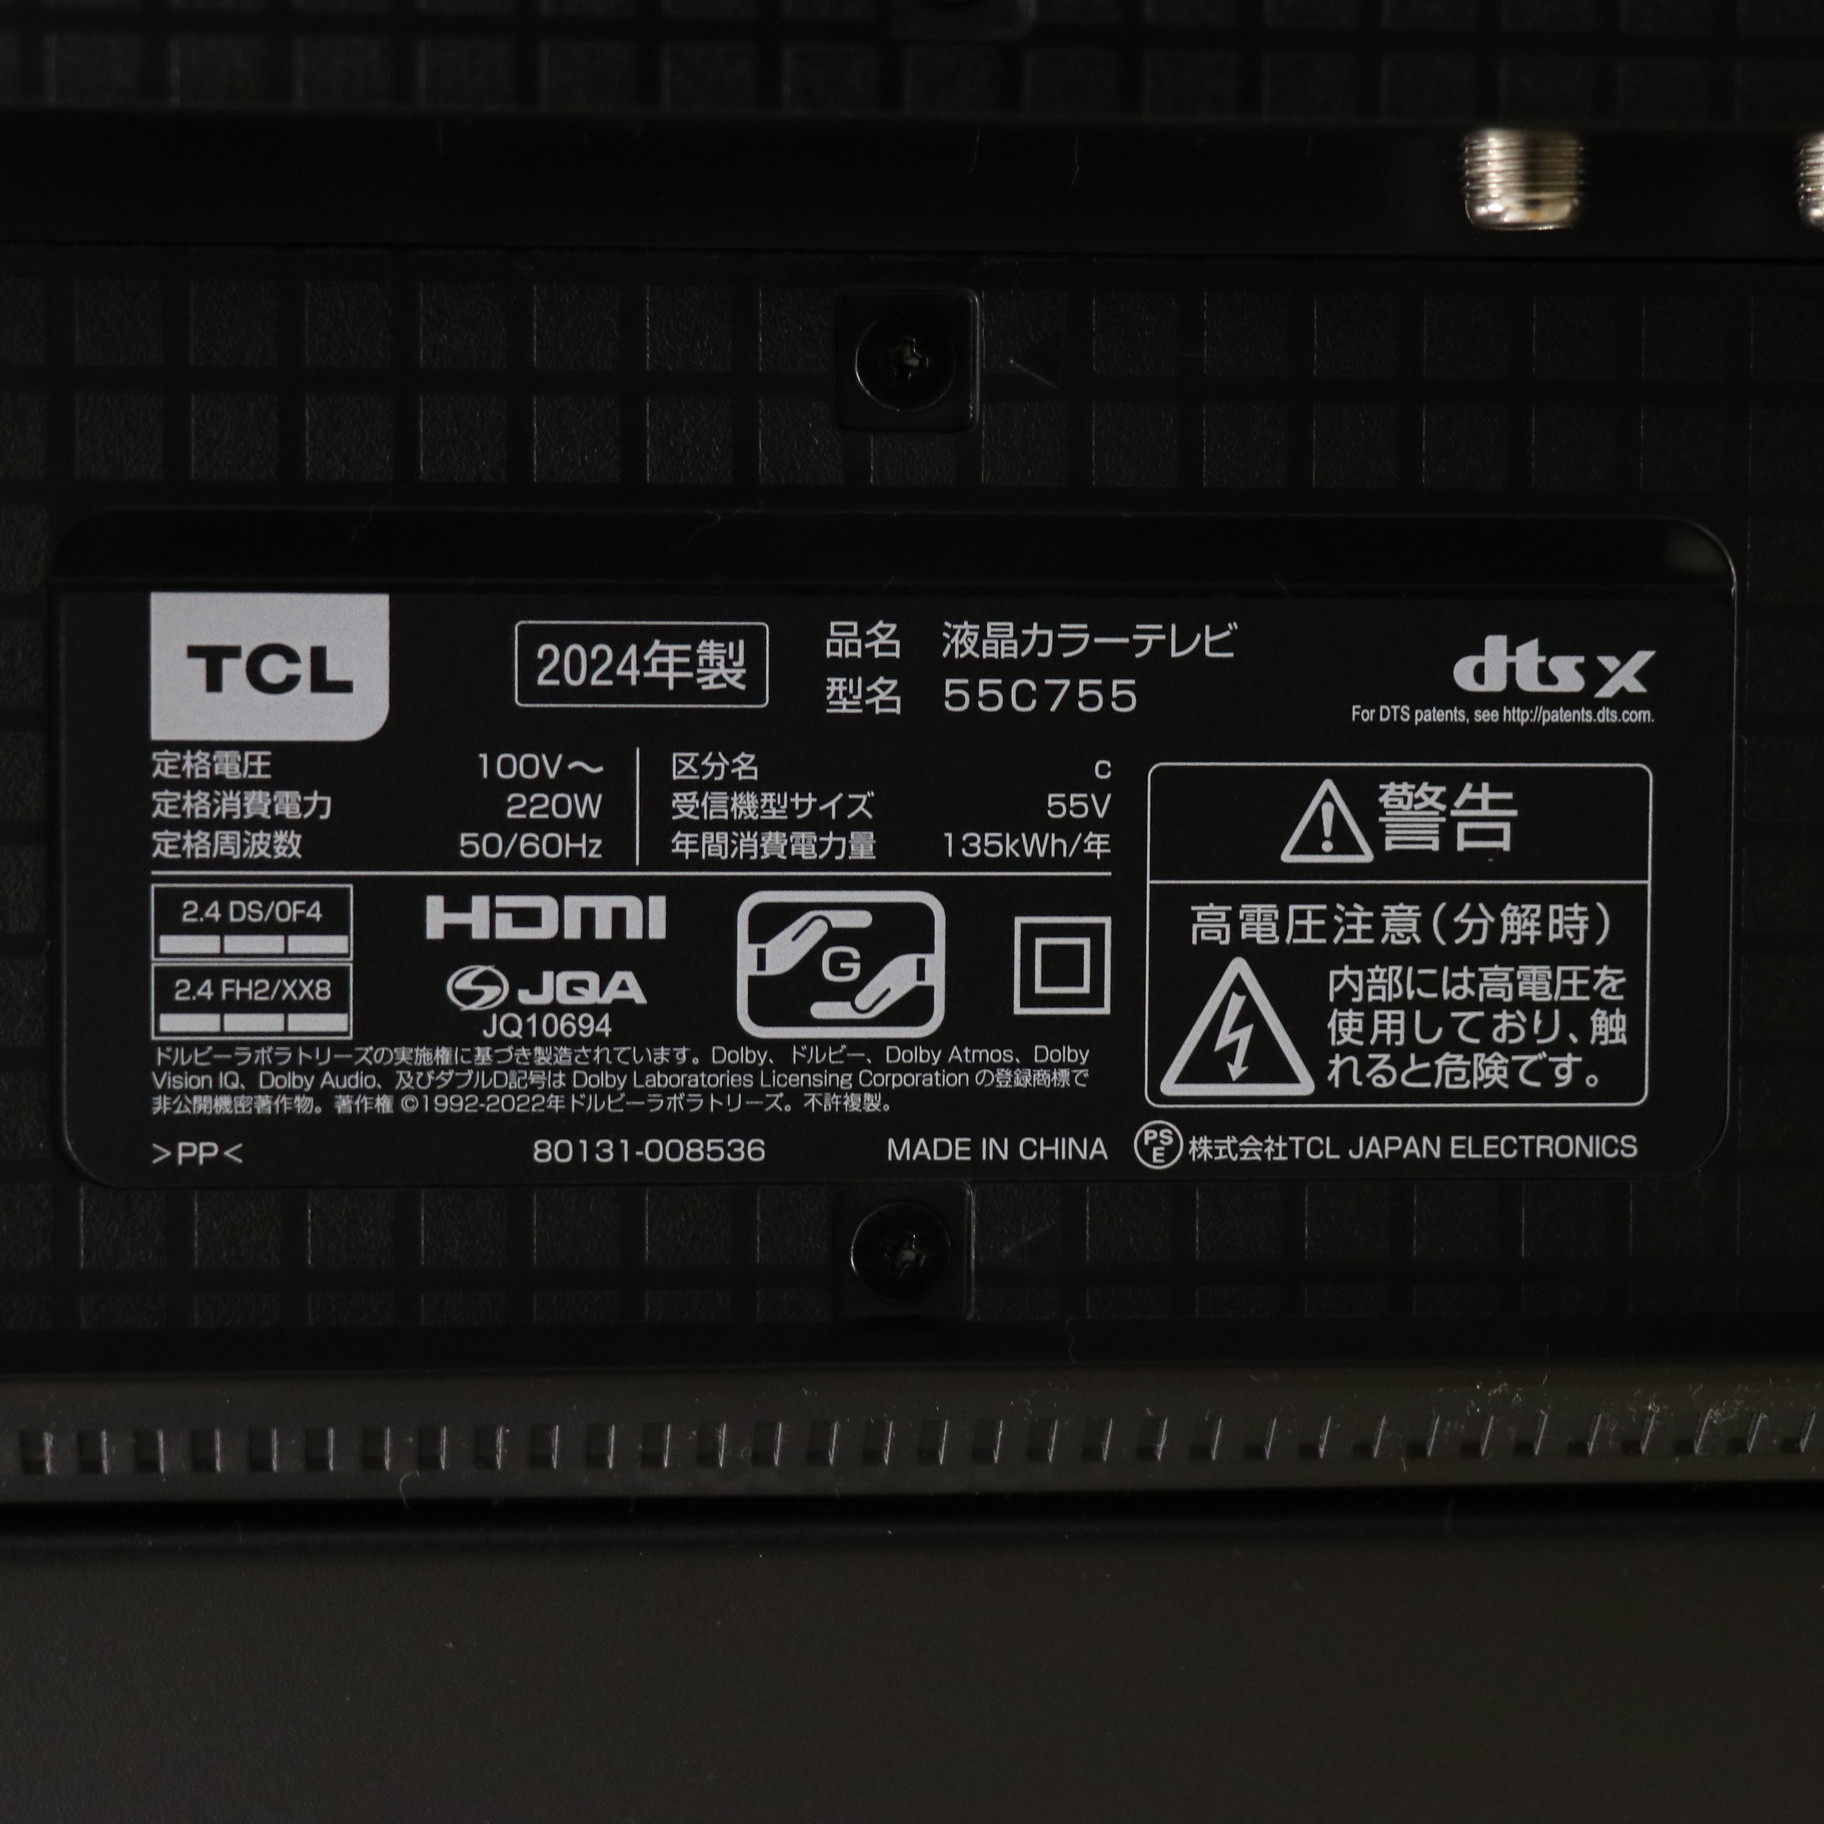 TCL
2024年製
品名 液晶カラーテレビ
型名 55C755
dts X
For DTS patents, see http://patents.dts.com.
定格電圧 100V～
定格消費電力 220W
定格周波数 50/60Hz
区分名 c
受信機型サイズ 55V
年間消費電力量 135kWh/年
2.4 DS/OF4
2.4 FH2/XX8
HDMI
JQA
JQ10694
G
ドルビーラボラトリーズの実施権に基づき製造されています。Dolby、ドルビー、Dolby Atmos、Dolby
Vision IQ、Dolby Audio、及びダブルD記号は Dolby Laboratories Licensing Corporation の登録商標で
非公開機密著作物。著作権 ©1992-2022年ドルビーラボラトリーズ。不許複製。
警告
高電圧注意(分解時)
内部には高電圧を
使用しており、触
れると危険です。
>PP<
80131-008536
MADE IN CHINA
PSE 株式会社TCL JAPAN ELECTRONICS